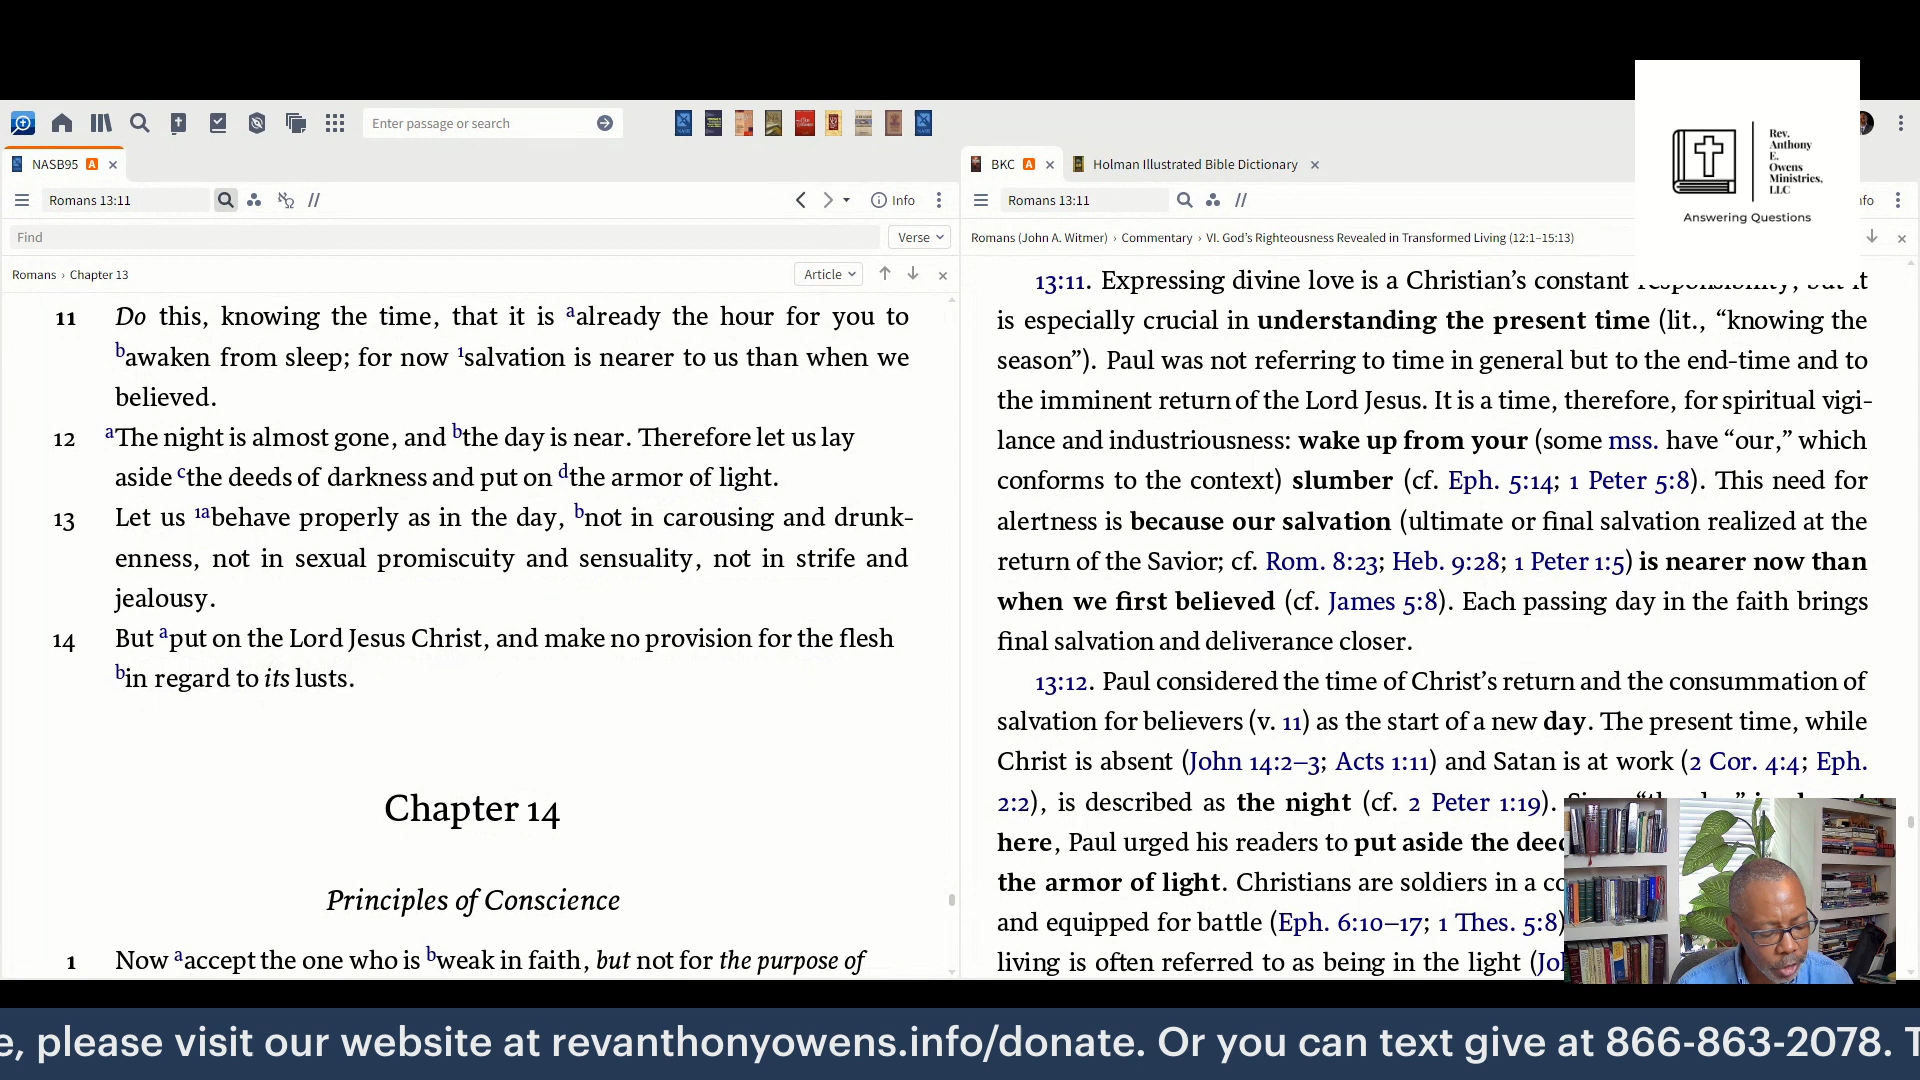 Enter passage or search
NASB95 A
Romans 13:11
Info
Find
Verse
Romans › Chapter 13
Article
11 Do this, knowing the time, that it is aalready the hour for you to
bawaken from sleep; for now 1salvation is nearer to us than when we
believed.
12 aThe night is almost gone, and bthe day is near. Therefore let us lay
aside cthe deeds of darkness and put on dthe armor of light.
13 Let us 1abehave properly as in the day, bnot in carousing and drunk-
enness, not in sexual promiscuity and sensuality, not in strife and
jealousy.
14 But aput on the Lord Jesus Christ, and make no provision for the flesh
bin regard to its lusts.
Chapter 14
Principles of Conscience
1 Now aaccept the one who is bweak in faith, but not for the purpose of
BKC A
Holman Illustrated Bible Dictionary
Romans 13:11
Romans (John A. Witmer) › Commentary › VI. God's Righteousness Revealed in Transformed Living (12:1–15:13)
13:11. Expressing divine love is a Christian's constant responsibility, but it
is especially crucial in understanding the present time (lit., "knowing the
season"). Paul was not referring to time in general but to the end-time and to
the imminent return of the Lord Jesus. It is a time, therefore, for spiritual vigi-
lance and industriousness: wake up from your (some mss. have "our," which
conforms to the context) slumber (cf. Eph. 5:14; 1 Peter 5:8). This need for
alertness is because our salvation (ultimate or final salvation realized at the
return of the Savior; cf. Rom. 8:23; Heb. 9:28; 1 Peter 1:5) is nearer now than
when we first believed (cf. James 5:8). Each passing day in the faith brings
final salvation and deliverance closer.
13:12. Paul considered the time of Christ's return and the consummation of
salvation for believers (v. 11) as the start of a new day. The present time, while
Christ is absent (John 14:2–3; Acts 1:11) and Satan is at work (2 Cor. 4:4; Eph.
2:2), is described as the night (cf. 2 Peter 1:19).
here, Paul urged his readers to put aside the deed
the armor of light. Christians are soldiers in a co
and equipped for battle (Eph. 6:10–17; 1 Thes. 5:8)
living is often referred to as being in the light (Jo
Rev.
Anthony
E.
Owens
Ministries,
LLC
Answering Questions
e, please visit our website at revanthonyowens.info/donate. Or you can text give at 866-863-2078. T